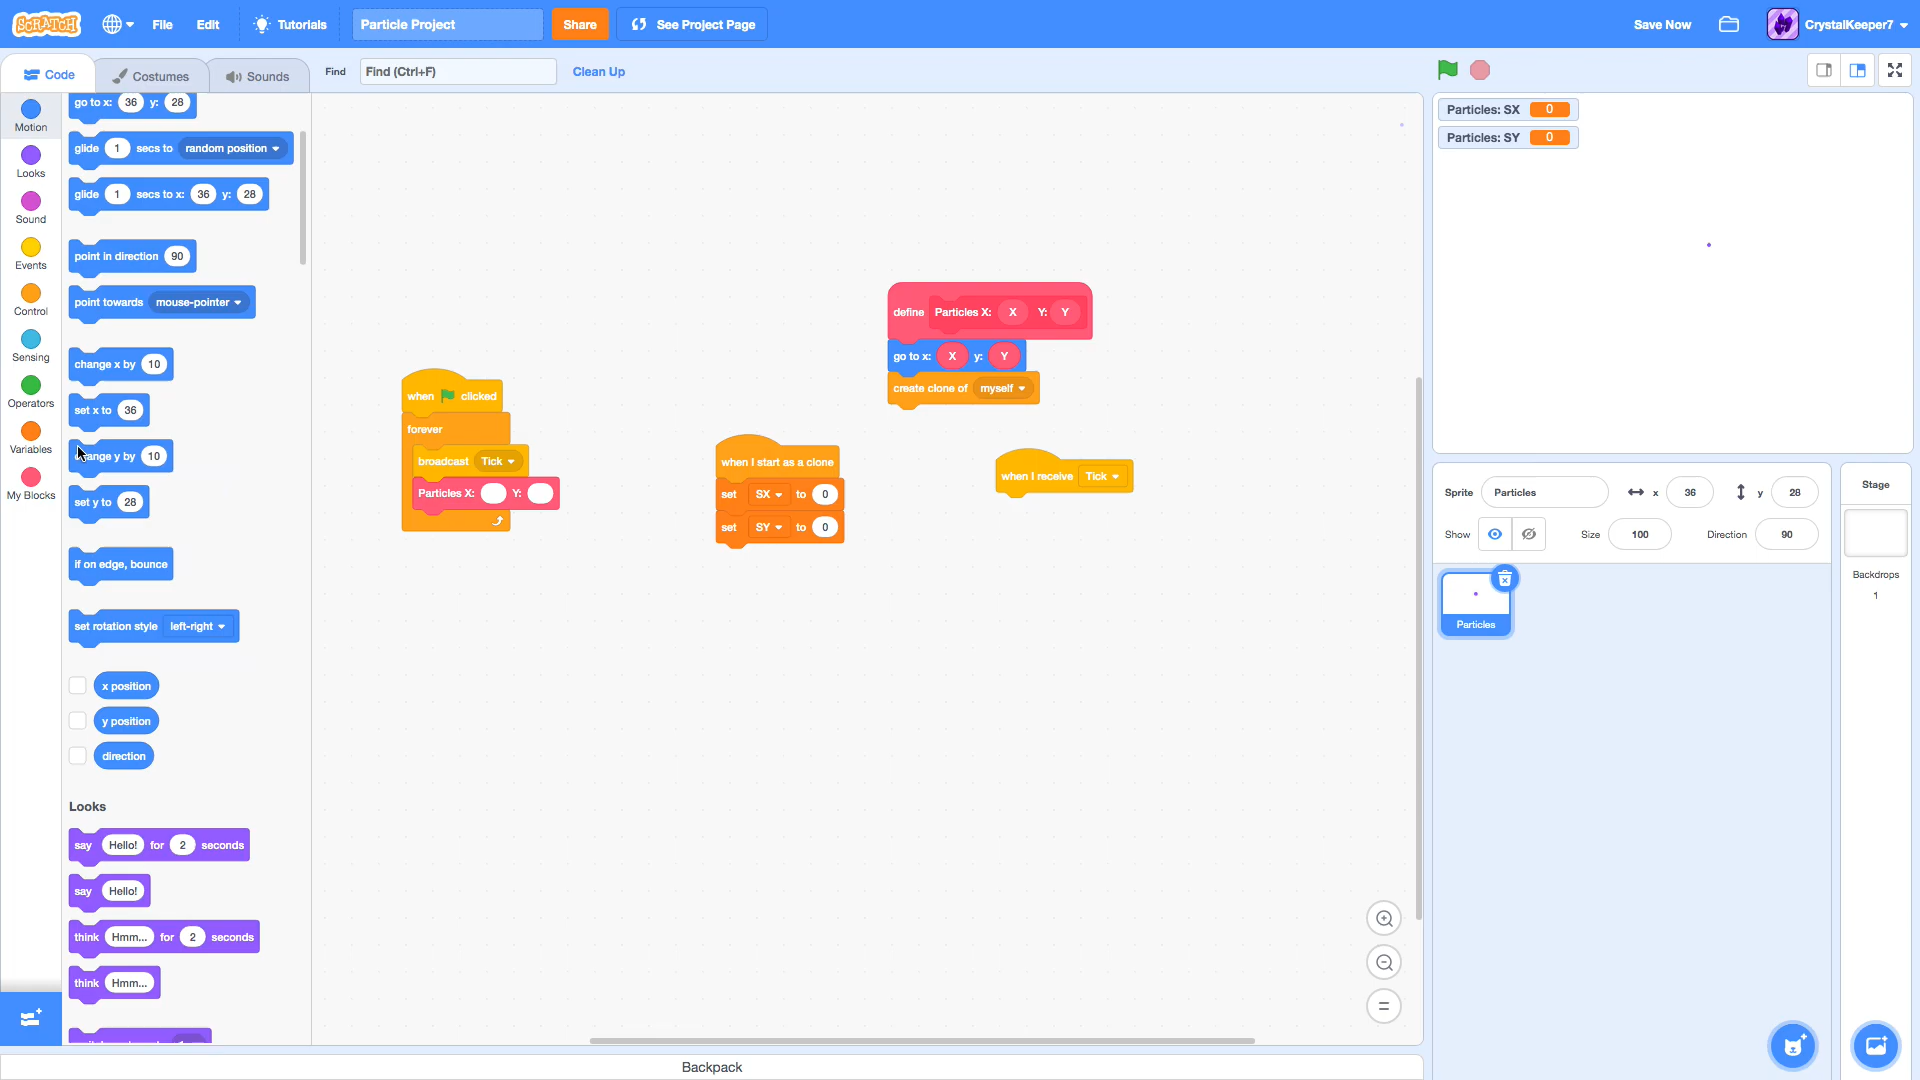 SCRATCH File Edit Tutorials Particle Project Share See Project Page Save Now CrystalKeeper7
Code Costumes Sounds Find Find (Ctrl+F) Clean Up
Motion
Looks
Sound
Events
Control
Sensing
Operators
Variables
My Blocks
go to x: 36 y: 28
glide 1 secs to random position
glide 1 secs to x: 36 y: 28
point in direction 90
point towards mouse-pointer
change x by 10
set x to 36
change y by 10
set y to 28
if on edge, bounce
set rotation style left-right
x position
y position
direction
Looks
say Hello! for 2 seconds
say Hello!
think Hmm... for 2 seconds
think Hmm...
when clicked
forever
broadcast Tick
Particles X: Y:
when I start as a clone
set SX to 0
set SY to 0
define Particles X: X Y: Y
go to x: X y: Y
create clone of myself
when I receive Tick
Backpack
Particles: SX 0
Particles: SY 0
Sprite Particles x 36 y 28
Show Size 100 Direction 90
Particles
Stage
Backdrops
1